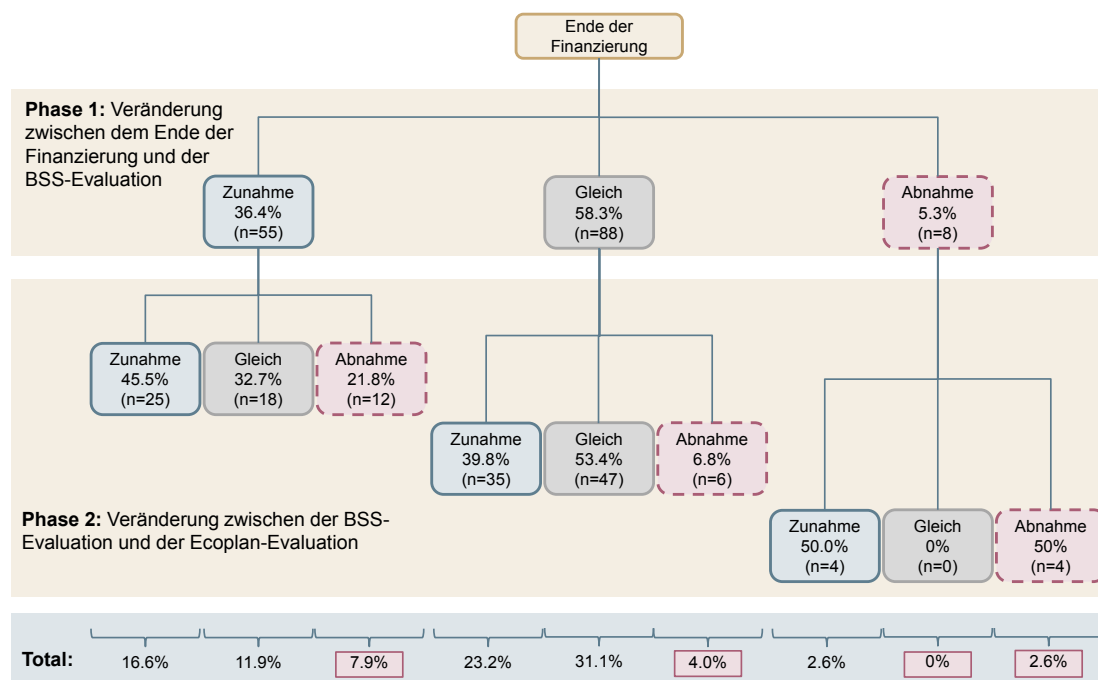 Ende der
Finanzierung
Phase 1: Veränderung
zwischen dem Ende der
Finanzierung und der
BSS-Evaluation
Zunahme
36.4%
(n=55)
Gleich
58.3%
(n=88)
Abnahme
5.3%
(n=8)
Zunahme
45.5%
(n=25)
Gleich
32.7%
(n=18)
Abnahme
21.8%
(n=12)
Zunahme
39.8%
(n=35)
Gleich
53.4%
(n=47)
Abnahme
6.8%
(n=6)
Phase 2: Veränderung zwischen der BSS-
Evaluation und der Ecoplan-Evaluation
Zunahme
50.0%
(n=4)
Gleich
0%
(n=0)
Abnahme
50%
(n=4)
Total: 16.6% 11.9% 7.9% 23.2% 31.1% 4.0% 2.6% 0% 2.6%